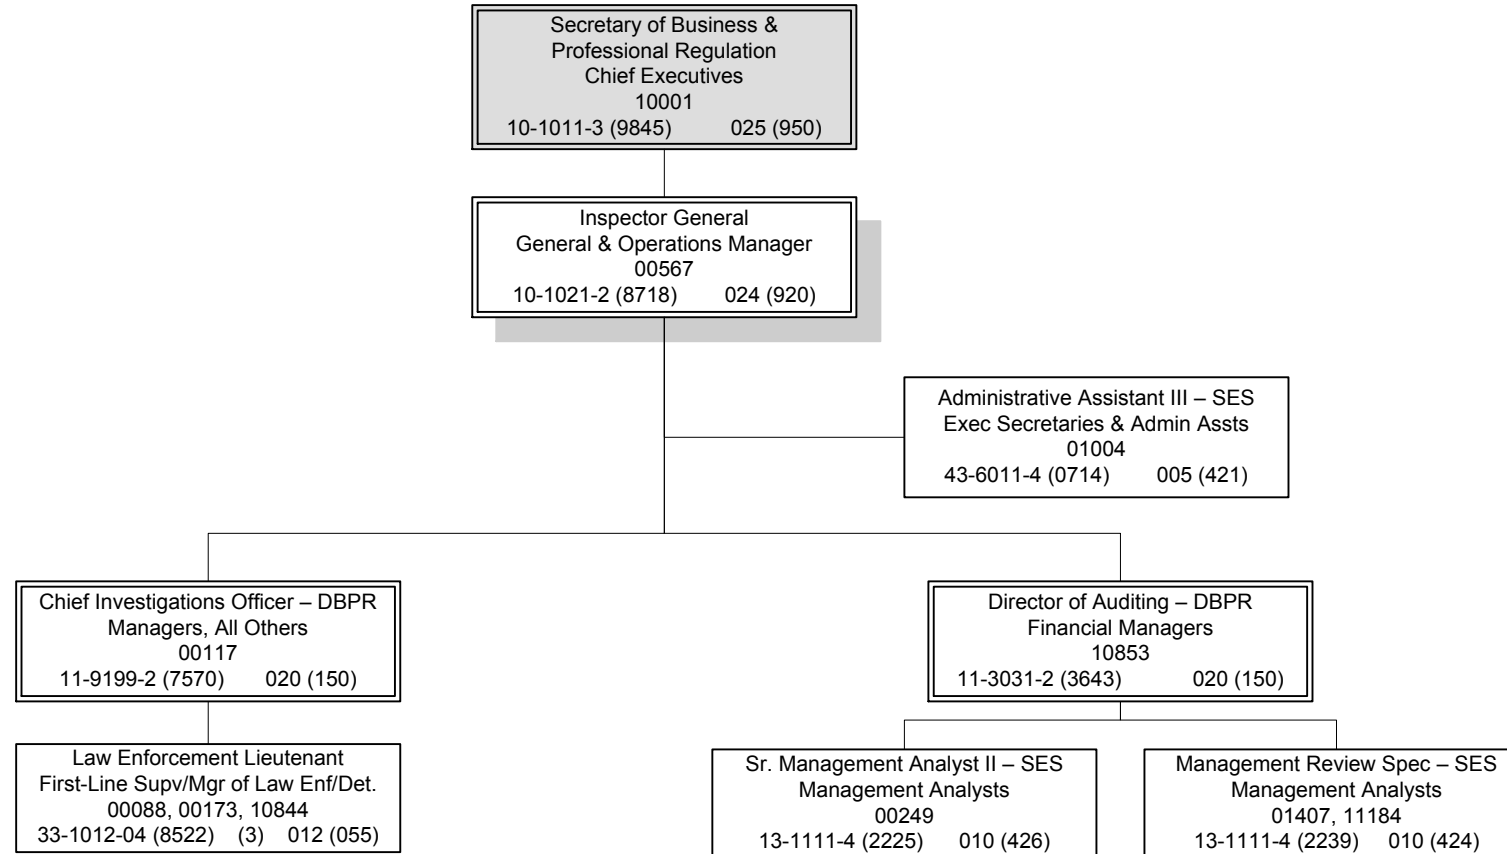 Secretary of Business &
Professional Regulation
Chief Executives
10001
10-1011-3 (9845) 025 (950)
Inspector General
General & Operations Manager
00567
10-1021-2 (8718) 024 (920)
Administrative Assistant III – SES
Exec Secretaries & Admin Assts
01004
43-6011-4 (0714) 005 (421)
Chief Investigations Officer – DBPR
Managers, All Others
00117
11-9199-2 (7570) 020 (150)
Director of Auditing – DBPR
Financial Managers
10853
11-3031-2 (3643) 020 (150)
Law Enforcement Lieutenant
First-Line Supv/Mgr of Law Enf/Det.
00088, 00173, 10844
33-1012-04 (8522) (3) 012 (055)
Sr. Management Analyst II – SES
Management Analysts
00249
13-1111-4 (2225) 010 (426)
Management Review Spec – SES
Management Analysts
01407, 11184
13-1111-4 (2239) 010 (424)